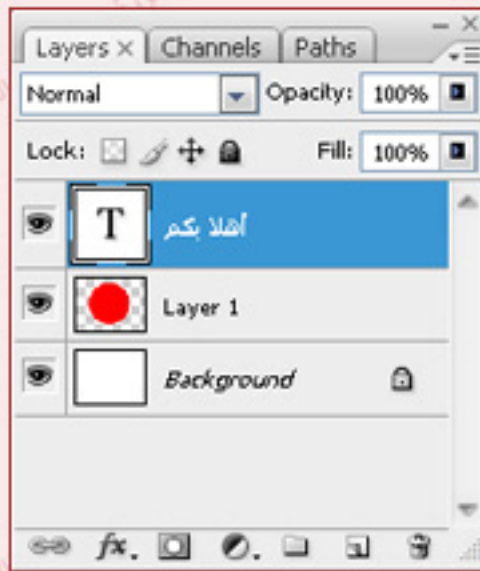 Layers × Channels Paths
Normal Opacity: 100%
Lock: Fill: 100%
T أهلا بكم
Layer 1
Background
fx.